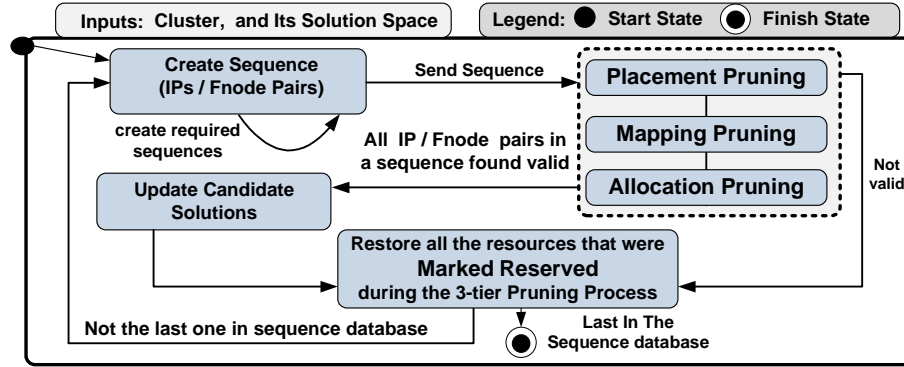 Inputs: Cluster, and Its Solution Space
Legend: Start State Finish State
Create Sequence
(IPs / Fnode Pairs)
Send Sequence
Placement Pruning
create required
sequences
All IP / Fnode pairs in
a sequence found valid
Mapping Pruning
Not
valid
Update Candidate
Solutions
Allocation Pruning
Restore all the resources that were
Marked Reserved
during the 3-tier Pruning Process
Not the last one in sequence database
Last In The
Sequence database